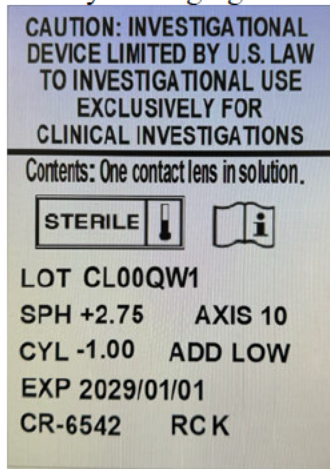 CAUTION: INVESTIGATIONAL
DEVICE LIMITED BY U.S. LAW
TO INVESTIGATIONAL USE
EXCLUSIVELY FOR
CLINICAL INVESTIGATIONS
Contents: One contact lens in solution.
STERILE i
LOT CL00QW1
SPH +2.75 AXIS 10
CYL -1.00 ADD LOW
EXP 2029/01/01
CR-6542 RCK